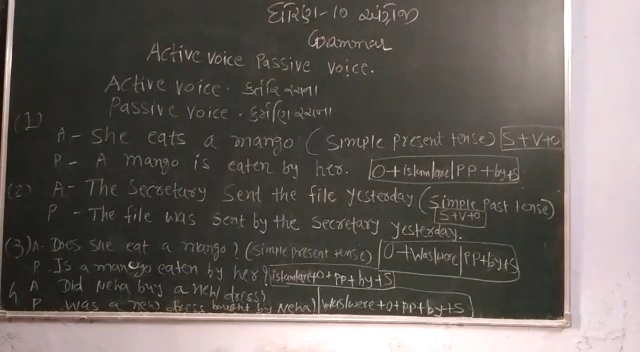 ધોરણ-10 અંગ્રેજી
Grammar
Active voice Passive voice.
Active voice. કર્તરિ રચના
Passive voice. કર્મણિ રચના
(1)
A- She eats a mango (Simple present tense) S+V+O
P- A mango is eaten by her. O+is/am/are/PP+by+S
(2) A- The Secretary sent the file yesterday (Simple Past tense)
S+V+O
P - The file was sent by the Secretary yesterday.
(3) A- Does she eat a mango? (Simple present tense) O+was/were/PP+by+S
P. Is a mango eaten by her? is/am/are+O+PP+by+S
4 A Did Neha buy a new dress
P was a new dress bought by Neha) was/were+O+PP+by+S